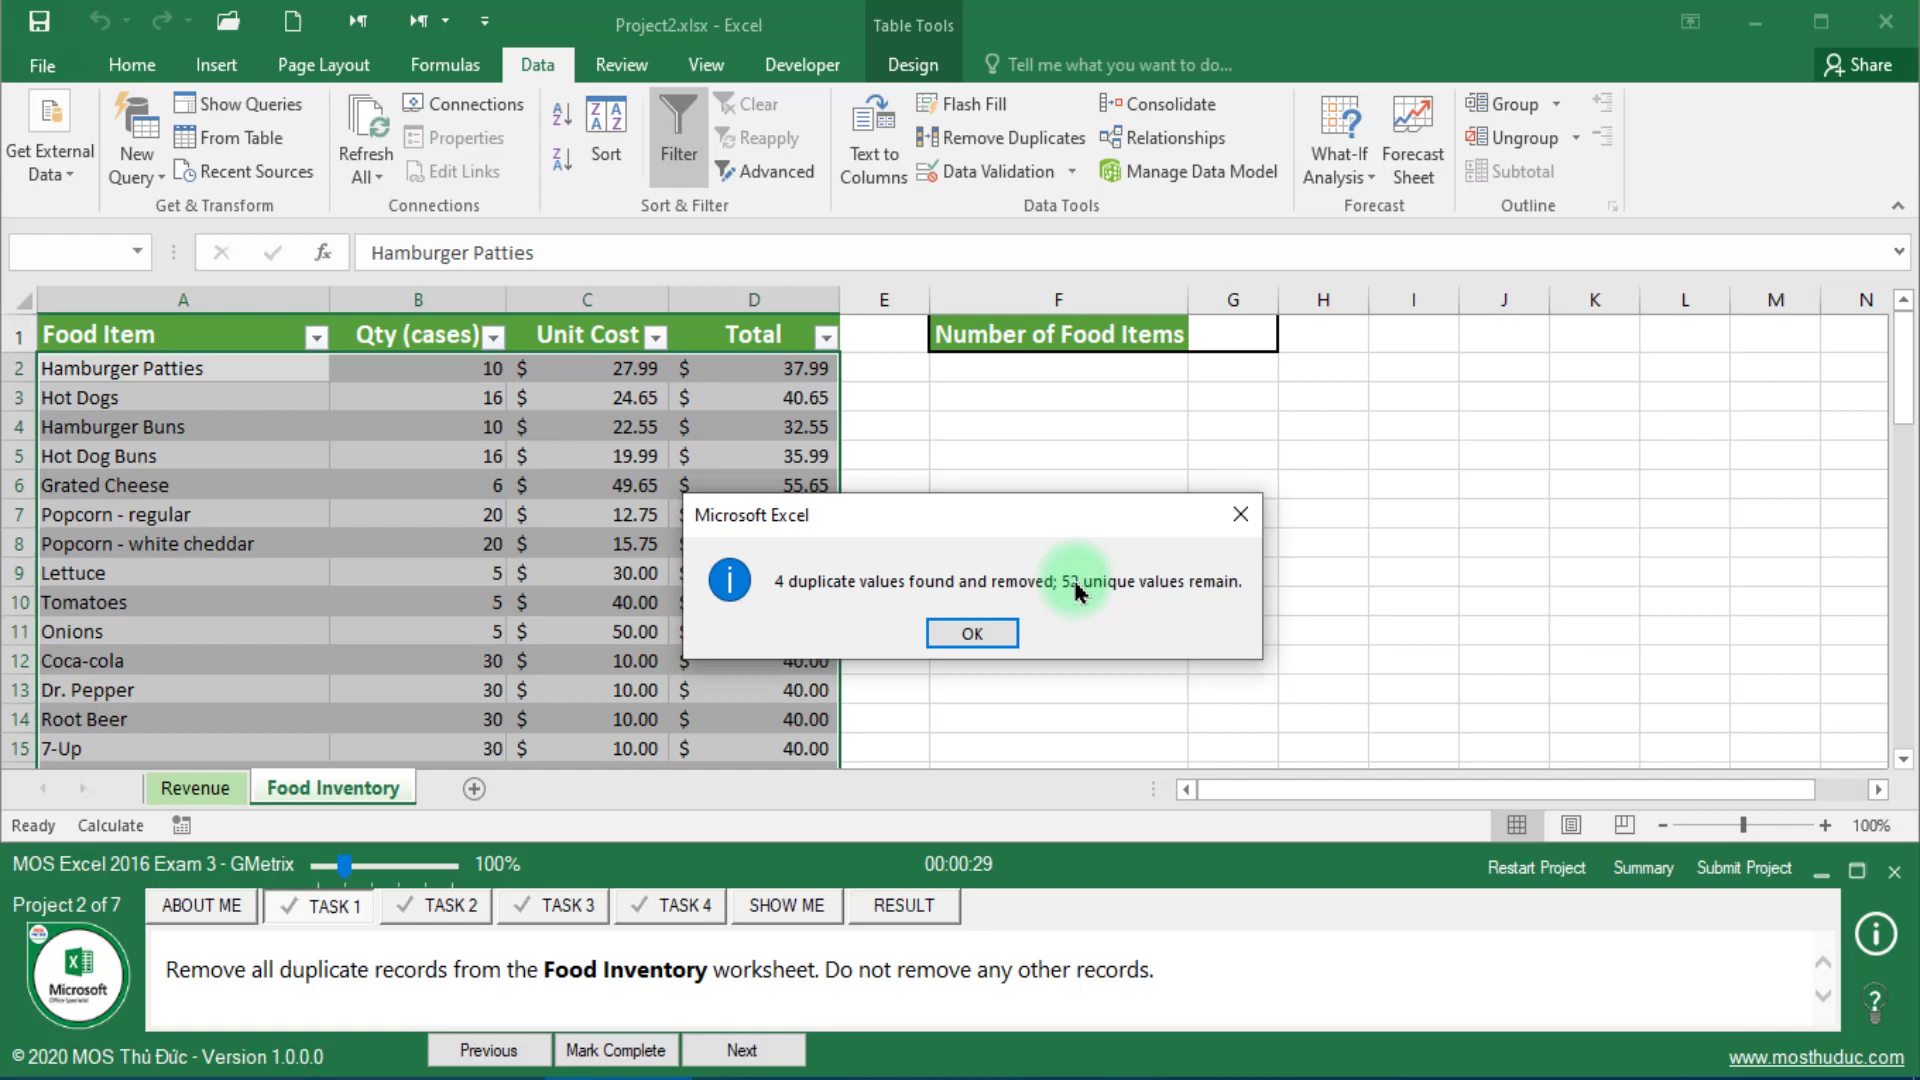 Project2.xlsx - Excel
Table Tools
File
Home
Insert
Page Layout
Formulas
Data
Review
View
Developer
Design
Tell me what you want to do...
Share
Get External Data
New Query
Show Queries
From Table
Recent Sources
Get & Transform
Refresh All
Connections
Properties
Edit Links
Connections
Sort
Filter
Clear
Reapply
Advanced
Sort & Filter
Text to Columns
Flash Fill
Remove Duplicates
Data Validation
Consolidate
Relationships
Manage Data Model
Data Tools
What-If Analysis
Forecast Sheet
Forecast
Group
Ungroup
Subtotal
Outline
fx
Hamburger Patties
A B C D E F G H I J K L M N
1 Food Item Qty (cases) Unit Cost Total Number of Food Items
2 Hamburger Patties 10 $ 27.99 $ 37.99
3 Hot Dogs 16 $ 24.65 $ 40.65
4 Hamburger Buns 10 $ 22.55 $ 32.55
5 Hot Dog Buns 16 $ 19.99 $ 35.99
6 Grated Cheese 6 $ 49.65 $ 55.65
7 Popcorn - regular 20 $ 12.75
8 Popcorn - white cheddar 20 $ 15.75
9 Lettuce 5 $ 30.00
10 Tomatoes 5 $ 40.00
11 Onions 5 $ 50.00
12 Coca-cola 30 $ 10.00 40.00
13 Dr. Pepper 30 $ 10.00 $ 40.00
14 Root Beer 30 $ 10.00 $ 40.00
15 7-Up 30 $ 10.00 $ 40.00
Microsoft Excel
4 duplicate values found and removed; unique values remain.
OK
Revenue
Food Inventory
Ready
Calculate
100%
MOS Excel 2016 Exam 3 - GMetrix
100%
00:00:29
Restart Project
Summary
Submit Project
Project 2 of 7
ABOUT ME
TASK 1
TASK 2
TASK 3
TASK 4
SHOW ME
RESULT
Microsoft
Remove all duplicate records from the Food Inventory worksheet. Do not remove any other records.
Previous
Mark Complete
Next
© 2020 MOS Thủ Đức - Version 1.0.0.0
www.mosthuduc.com